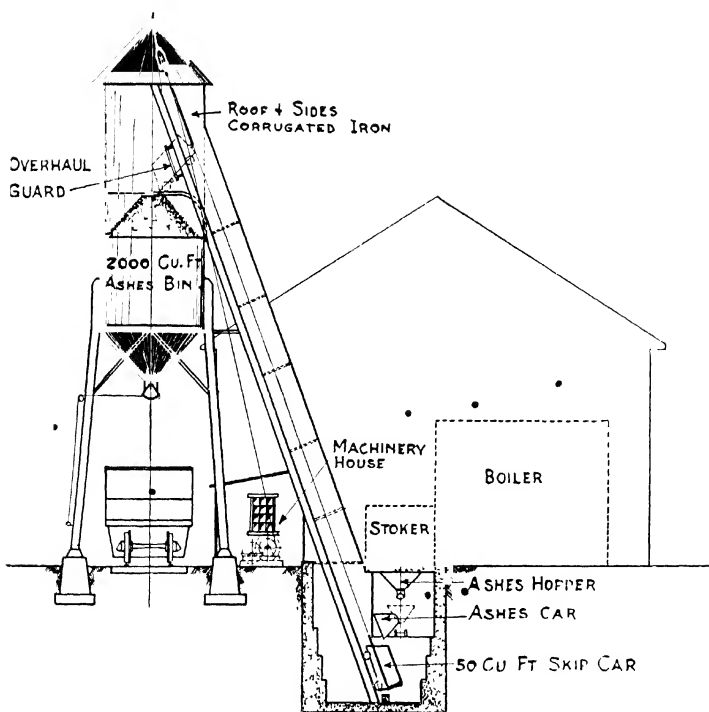 ROOF & SIDES
CORRUGATED IRON
OVERHAUL
GUARD
2000 CU. FT
ASHES BIN
MACHINERY
HOUSE
BOILER
STOKER
ASHES HOPPER
ASHES CAR
50 CU FT SKIP CAR